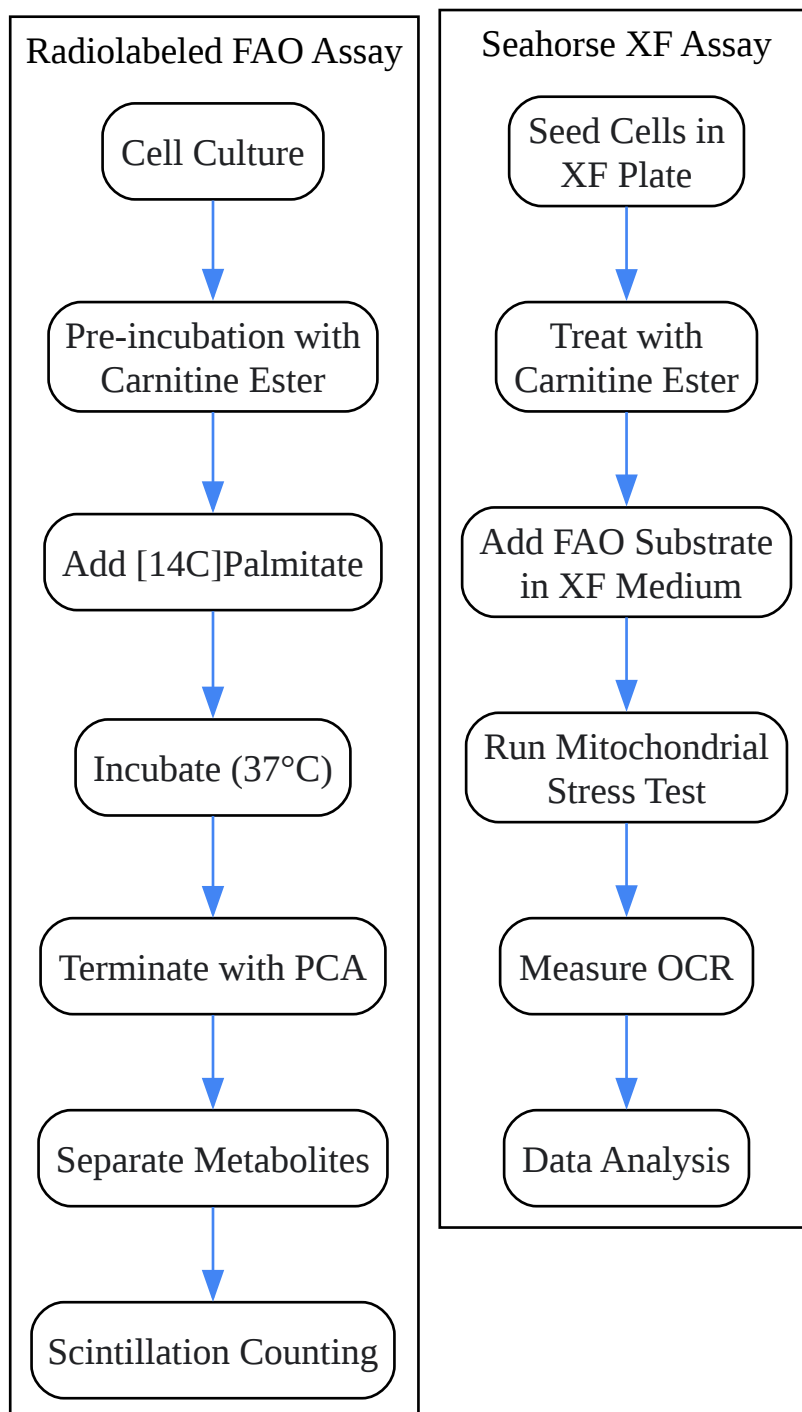 Radiolabeled FAO Assay
Cell Culture
Pre-incubation with
Carnitine Ester
Add [14C]Palmitate
Incubate (37°C)
Terminate with PCA
Separate Metabolites
Scintillation Counting
Seahorse XF Assay
Seed Cells in
XF Plate
Treat with
Carnitine Ester
Add FAO Substrate
in XF Medium
Run Mitochondrial
Stress Test
Measure OCR
Data Analysis